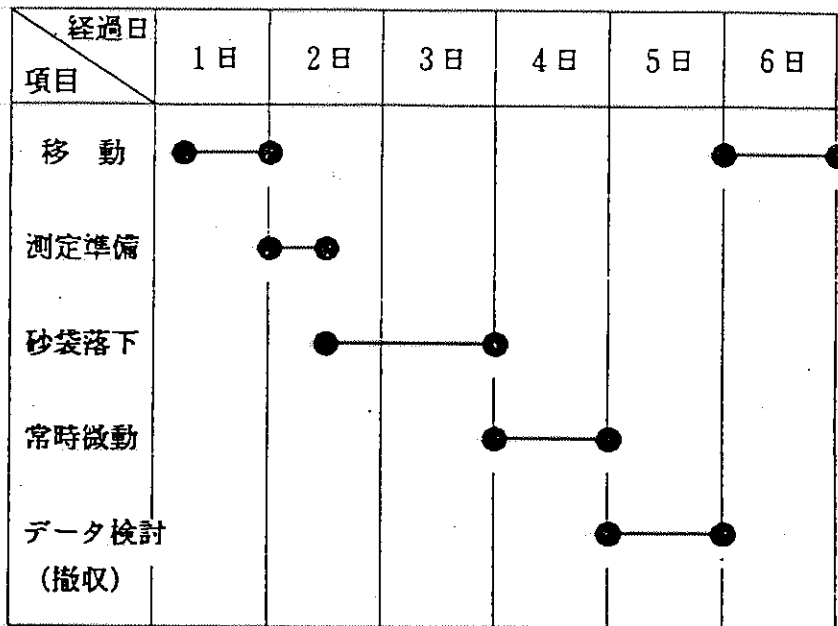 経過日
項目
1日 2日 3日 4日 5日 6日
移 動
測定準備
砂袋落下
常時微動
データ検討
(撤収)